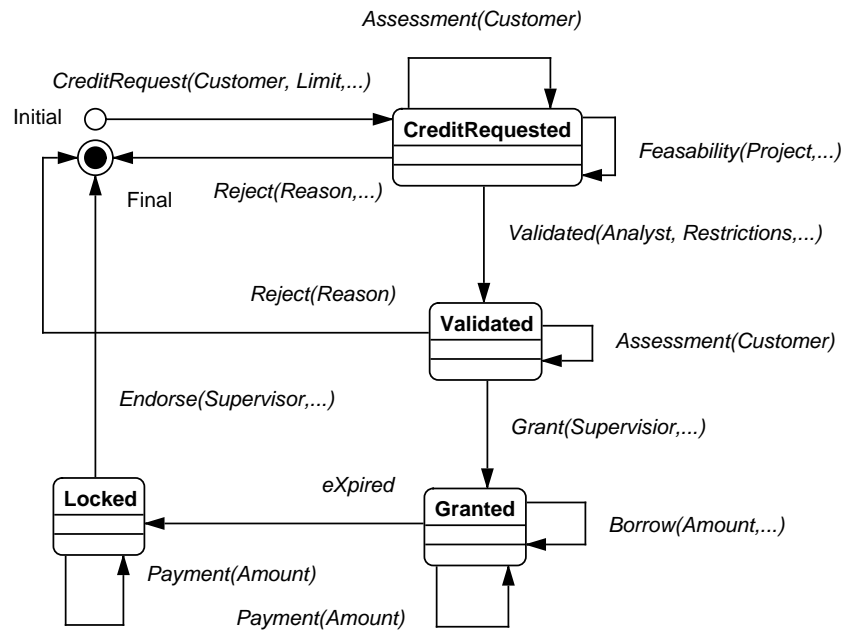 Assessment(Customer)
CreditRequest(Customer, Limit,...)
Initial
CreditRequested
Feasability(Project,...)
Final
Reject(Reason,...)
Validated(Analyst, Restrictions,...)
Reject(Reason)
Validated
Assessment(Customer)
Endorse(Supervisor,...)
Grant(Supervisior,...)
eXpired
Locked
Granted
Borrow(Amount,...)
Payment(Amount)
Payment(Amount)